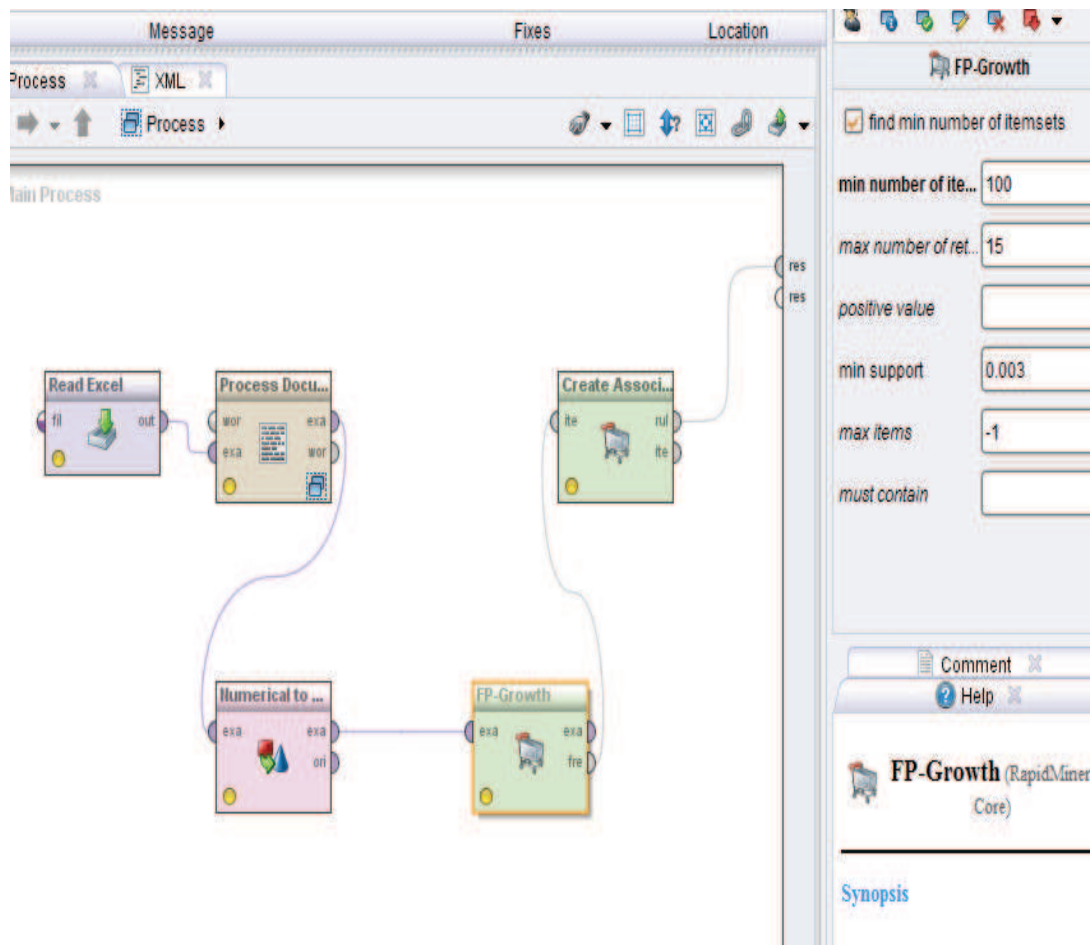 Message Fixes Location
Process XML
Process
Main Process
res
res
Read Excel
fil out
Process Docu...
wor exa
exa wor
Create Associ...
ite rul
ite
Numerical to ...
exa exa
ori
FP-Growth
exa exa
fre
FP-Growth
find min number of itemsets
min number of ite... 100
max number of ret... 15
positive value
min support 0.003
max items -1
must contain
Comment
Help
FP-Growth (RapidMiner
Core)
Synopsis